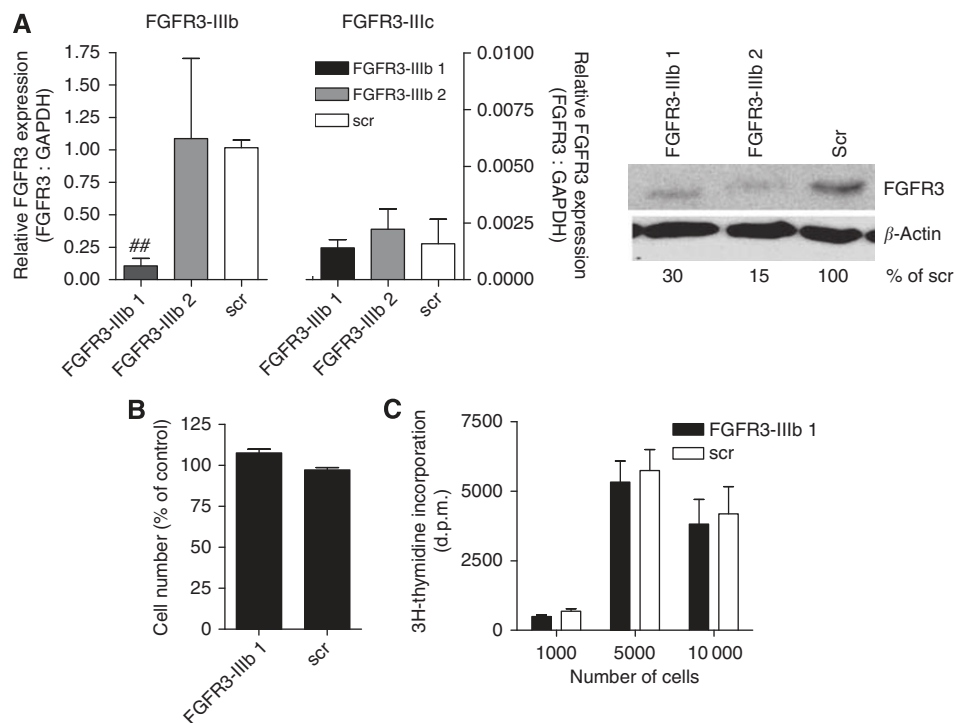 A
FGFR3-IIIb
FGFR3-IIIc
Relative FGFR3 expression
(FGFR3 : GAPDH)
1.75
1.50
1.25
1.00
0.75
0.50
0.25
0.00
##
FGFR3-IIIb 1
FGFR3-IIIb 2
scr
FGFR3-IIIb 1
FGFR3-IIIb 2
scr
0.0100
0.0075
0.0050
0.0025
0.0000
Relative FGFR3 expression
(FGFR3 : GAPDH)
FGFR3-IIIb 1
FGFR3-IIIb 2
scr
FGFR3-IIIb 1
FGFR3-IIIb 2
Scr
FGFR3
β-Actin
30 15 100 % of scr
B
Cell number (% of control)
125
100
75
50
25
0
FGFR3-IIIb 1
scr
C
3H-thymidine incorporation
(d.p.m.)
7500
5000
2500
0
FGFR3-IIIb 1
scr
1000 5000 10 000
Number of cells